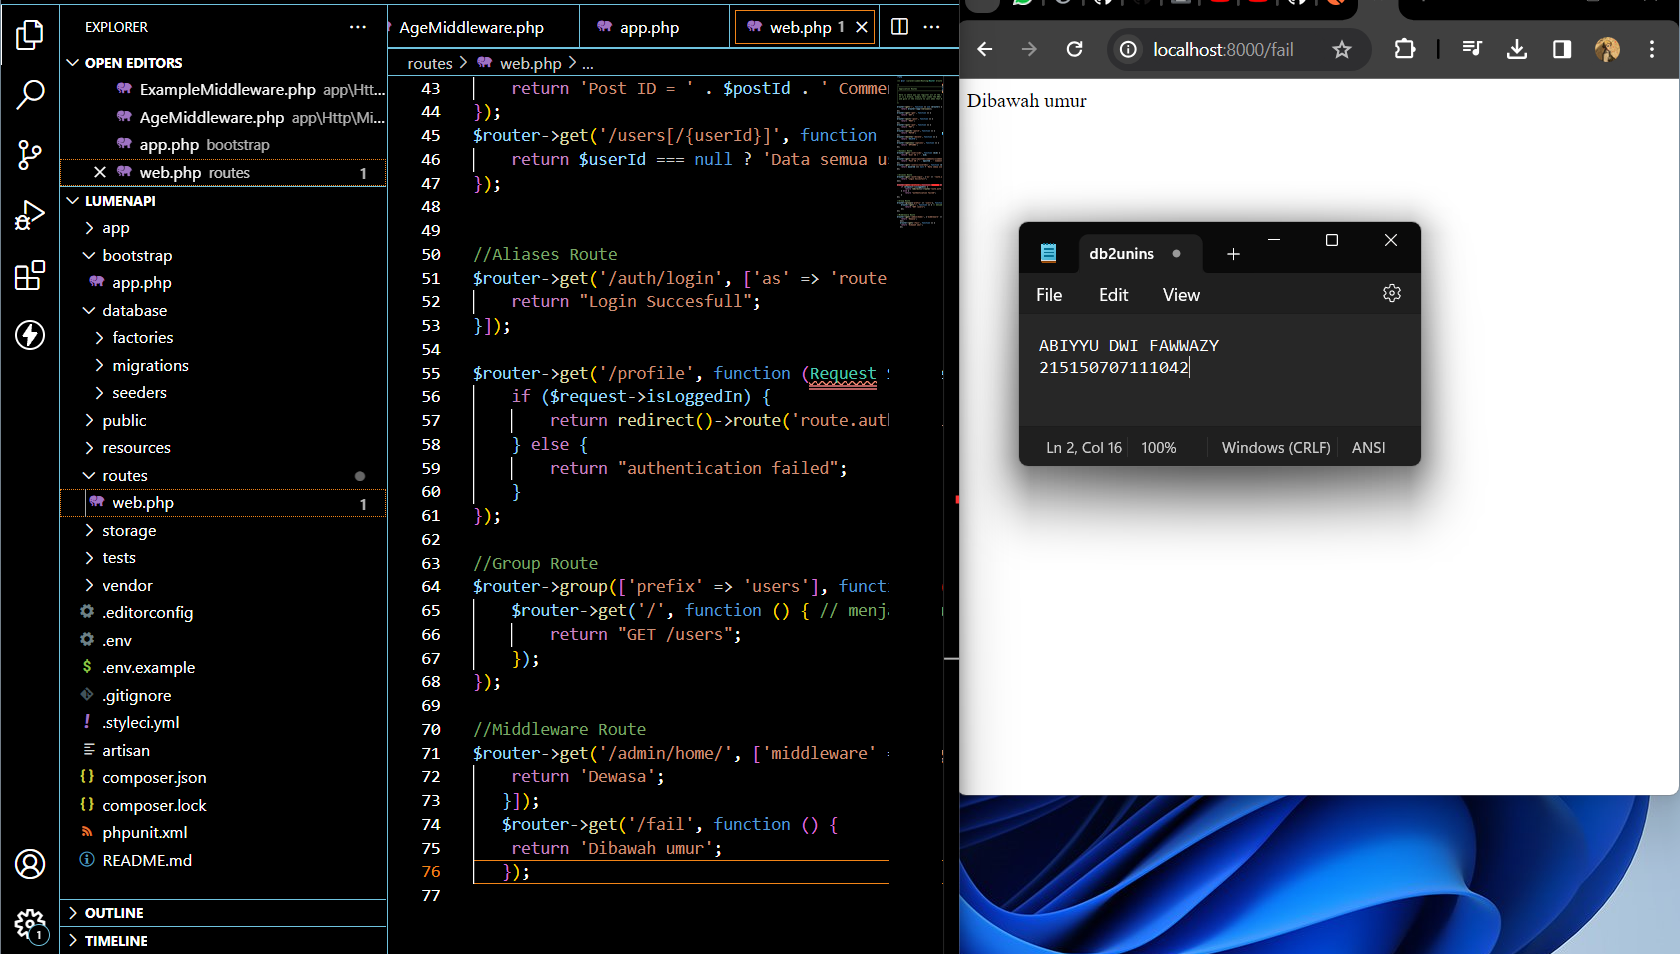 EXPLORER
OPEN EDITORS
ExampleMiddleware.php app\Htt...
AgeMiddleware.php app\Http\Mi...
app.php bootstrap
web.php routes 1
LUMENAPI
app
bootstrap
app.php
database
factories
migrations
seeders
public
resources
routes
web.php 1
storage
tests
vendor
.editorconfig
.env
.env.example
.gitignore
.styleci.yml
artisan
composer.json
composer.lock
phpunit.xml
README.md
OUTLINE
TIMELINE
1
AgeMiddleware.php
app.php
web.php 1
routes > web.php > ...
43 return 'Post ID = ' . $postId . ' Comme
44 });
45 $router->get('/users[/{userId}]', function
46 return $userId === null ? 'Data semua u
47 });
48
49
50 //Aliases Route
51 $router->get('/auth/login', ['as' => 'route
52 return "Login Succesfull";
53 }]);
54
55 $router->get('/profile', function (Request
56 if ($request->isLoggedIn) {
57 return redirect()->route('route.aut
58 } else {
59 return "authentication failed";
60 }
61 });
62
63 //Group Route
64 $router->group(['prefix' => 'users'], funct
65 $router->get('/', function () { // menj
66 return "GET /users";
67 });
68 });
69
70 //Middleware Route
71 $router->get('/admin/home/', ['middleware'
72 return 'Dewasa';
73 }]);
74 $router->get('/fail', function () {
75 return 'Dibawah umur';
76 });
77
localhost:8000/fail
Dibawah umur
db2unins
File Edit View
ABIYYU DWI FAWWAZY
215150707111042
Ln 2, Col 16 100% Windows (CRLF) ANSI